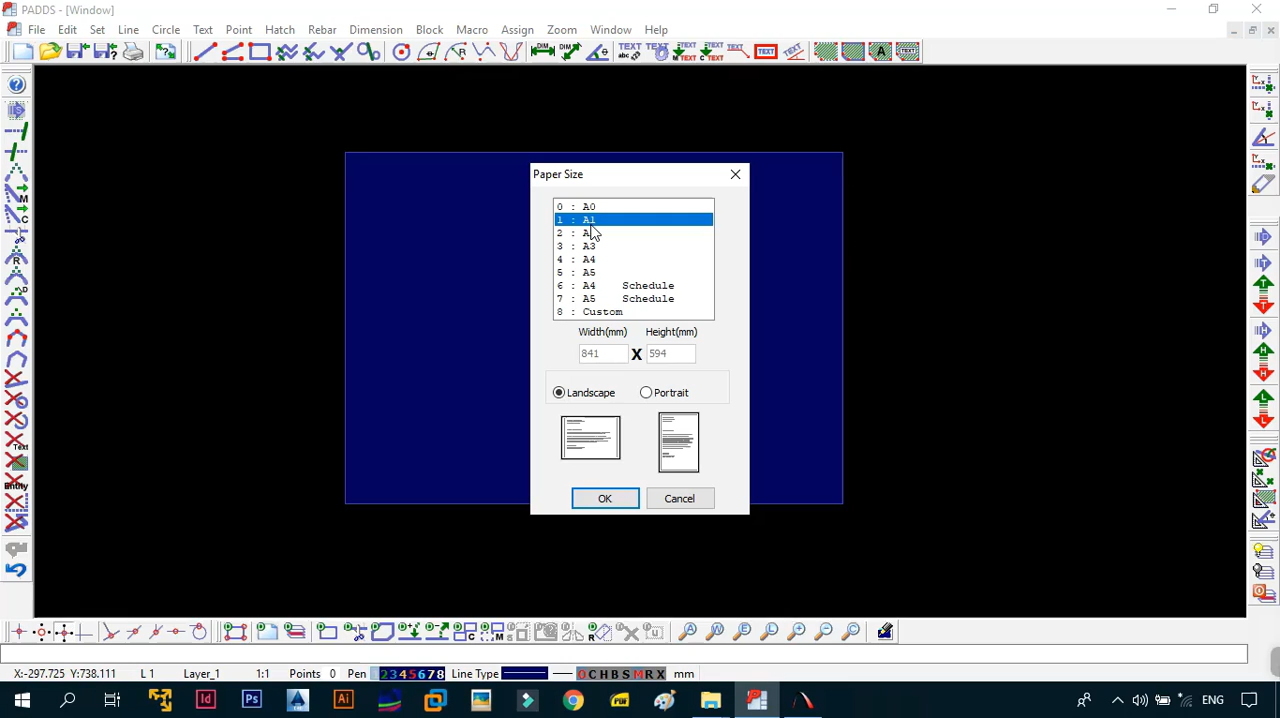 PADDS - [Window]
File Edit Set Line Circle Text Point Hatch Rebar Dimension Block Macro Assign Zoom Window Help
Paper Size
0 : A0
1 : A1
2 : A
3 : A3
4 : A4
5 : A5
6 : A4 Schedule
7 : A5 Schedule
8 : Custom
Width(mm) Height(mm)
841 X 594
Landscape Portrait
OK Cancel
X:-297.725 Y:738.111 L 1 Layer_1 1:1 Points 0 Pen 2 3 4 5 6 7 8 Line Type O C H B S M R X mm
ENG